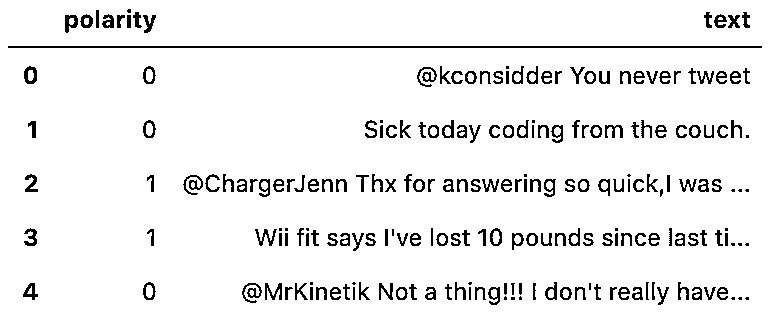 polarity text
0 0 @kconsidder You never tweet
1 0 Sick today coding from the couch.
2 1 @ChargerJenn Thx for answering so quick,I was ...
3 1 Wii fit says I've lost 10 pounds since last ti...
4 0 @MrKinetik Not a thing!!! I don't really have...